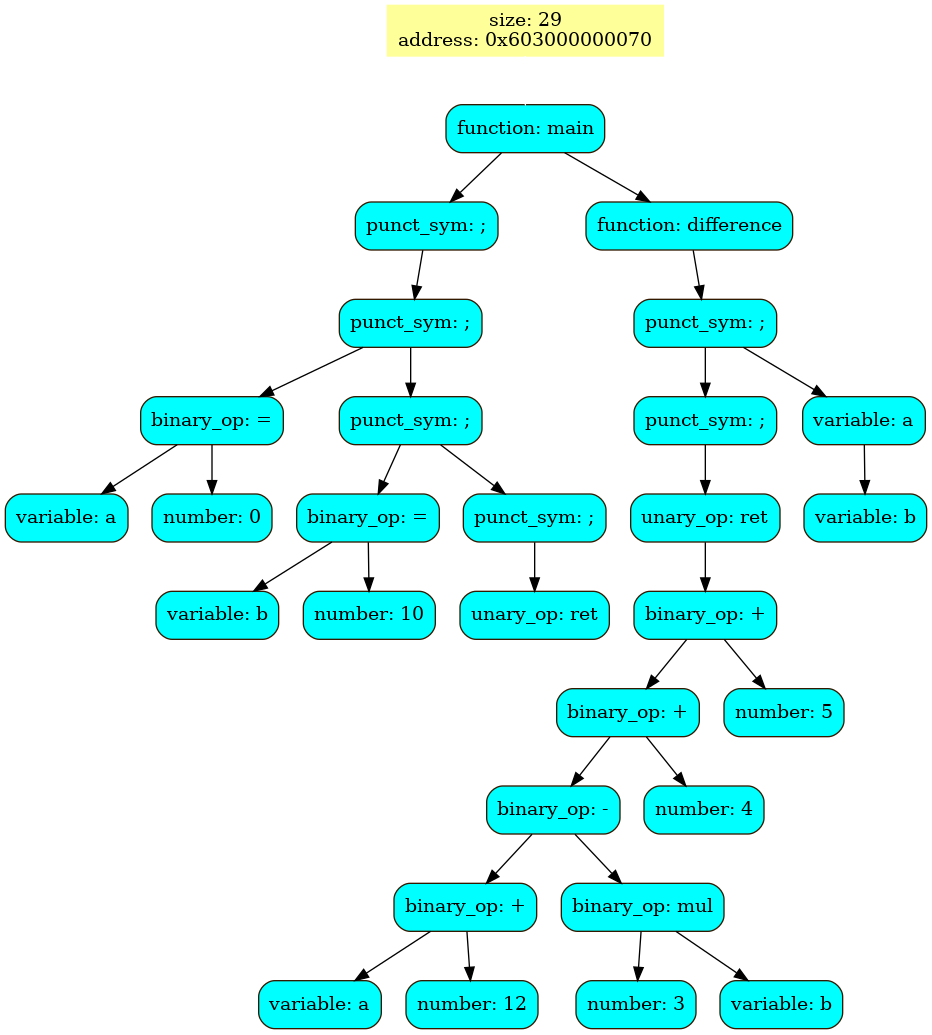 size: 29
address: 0x603000000070
function: main
punct_sym: ;
function: difference
punct_sym: ;
punct_sym: ;
binary_op: =
punct_sym: ;
punct_sym: ;
variable: a
variable: a
number: 0
binary_op: =
punct_sym: ;
unary_op: ret
variable: b
variable: b
number: 10
unary_op: ret
binary_op: +
binary_op: +
number: 5
binary_op: -
number: 4
binary_op: +
binary_op: mul
variable: a
number: 12
number: 3
variable: b